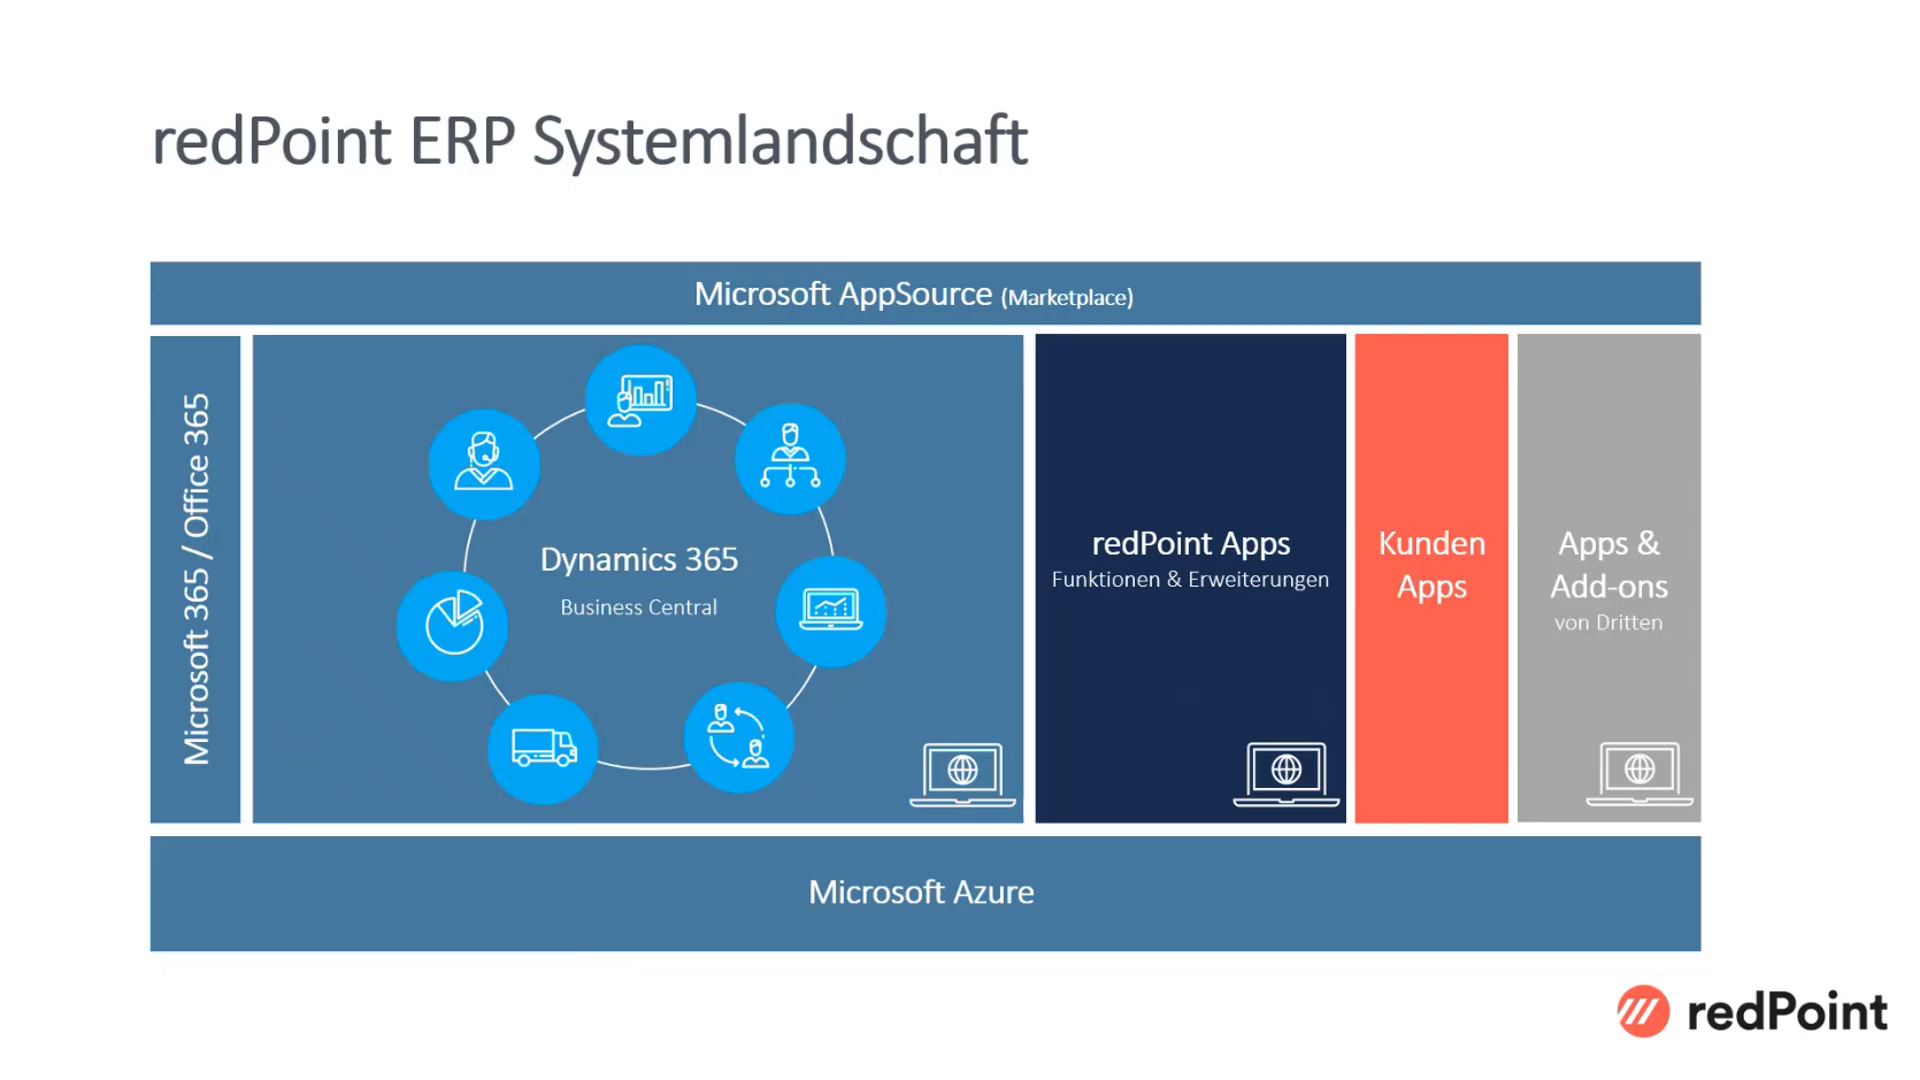 redPoint ERP Systemlandschaft
Microsoft AppSource (Marketplace)
Microsoft 365 / Office 365
Dynamics 365
Business Central
redPoint Apps
Funktionen & Erweiterungen
Kunden
Apps
Apps &
Add-ons
von Dritten
Microsoft Azure
redPoint